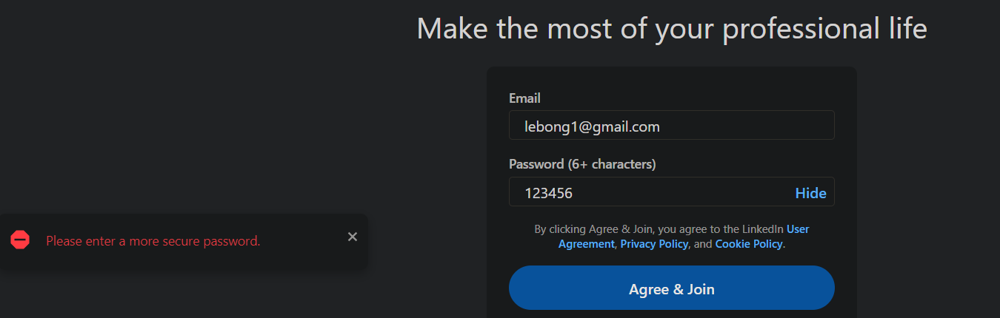 Make the most of your professional life
Email
lebong1@gmail.com
Password (6+ characters)
123456 Hide
By clicking Agree & Join, you agree to the LinkedIn User
Agreement, Privacy Policy, and Cookie Policy.
Please enter a more secure password. ×
Agree & Join